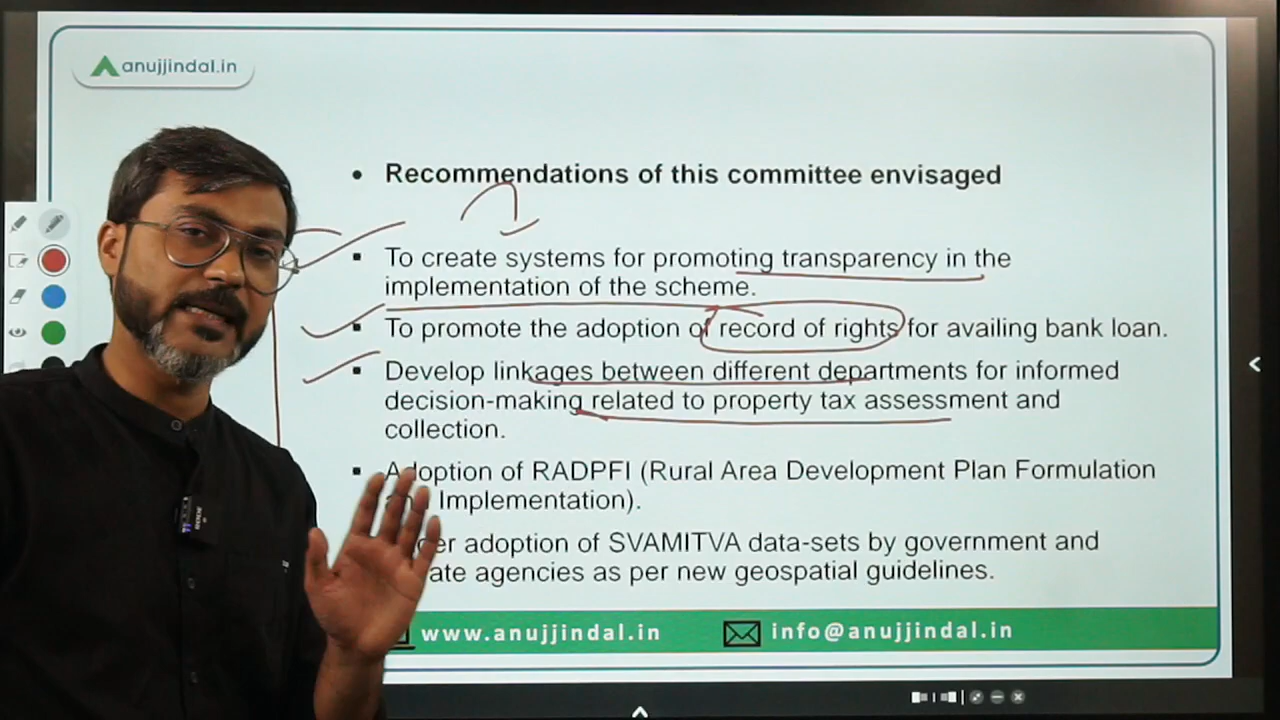 anujjindal.in
Recommendations of this committee envisaged
To create systems for promoting transparency in the
implementation of the scheme.
To promote the adoption of record of rights for availing bank loan.
Develop linkages between different departments for informed
decision-making related to property tax assessment and
collection.
Adoption of RADPFI (Rural Area Development Plan Formulation
and Implementation).
adoption of SVAMITVA data-sets by government and
agencies as per new geospatial guidelines.
www.anujjindal.in
info@anujjindal.in